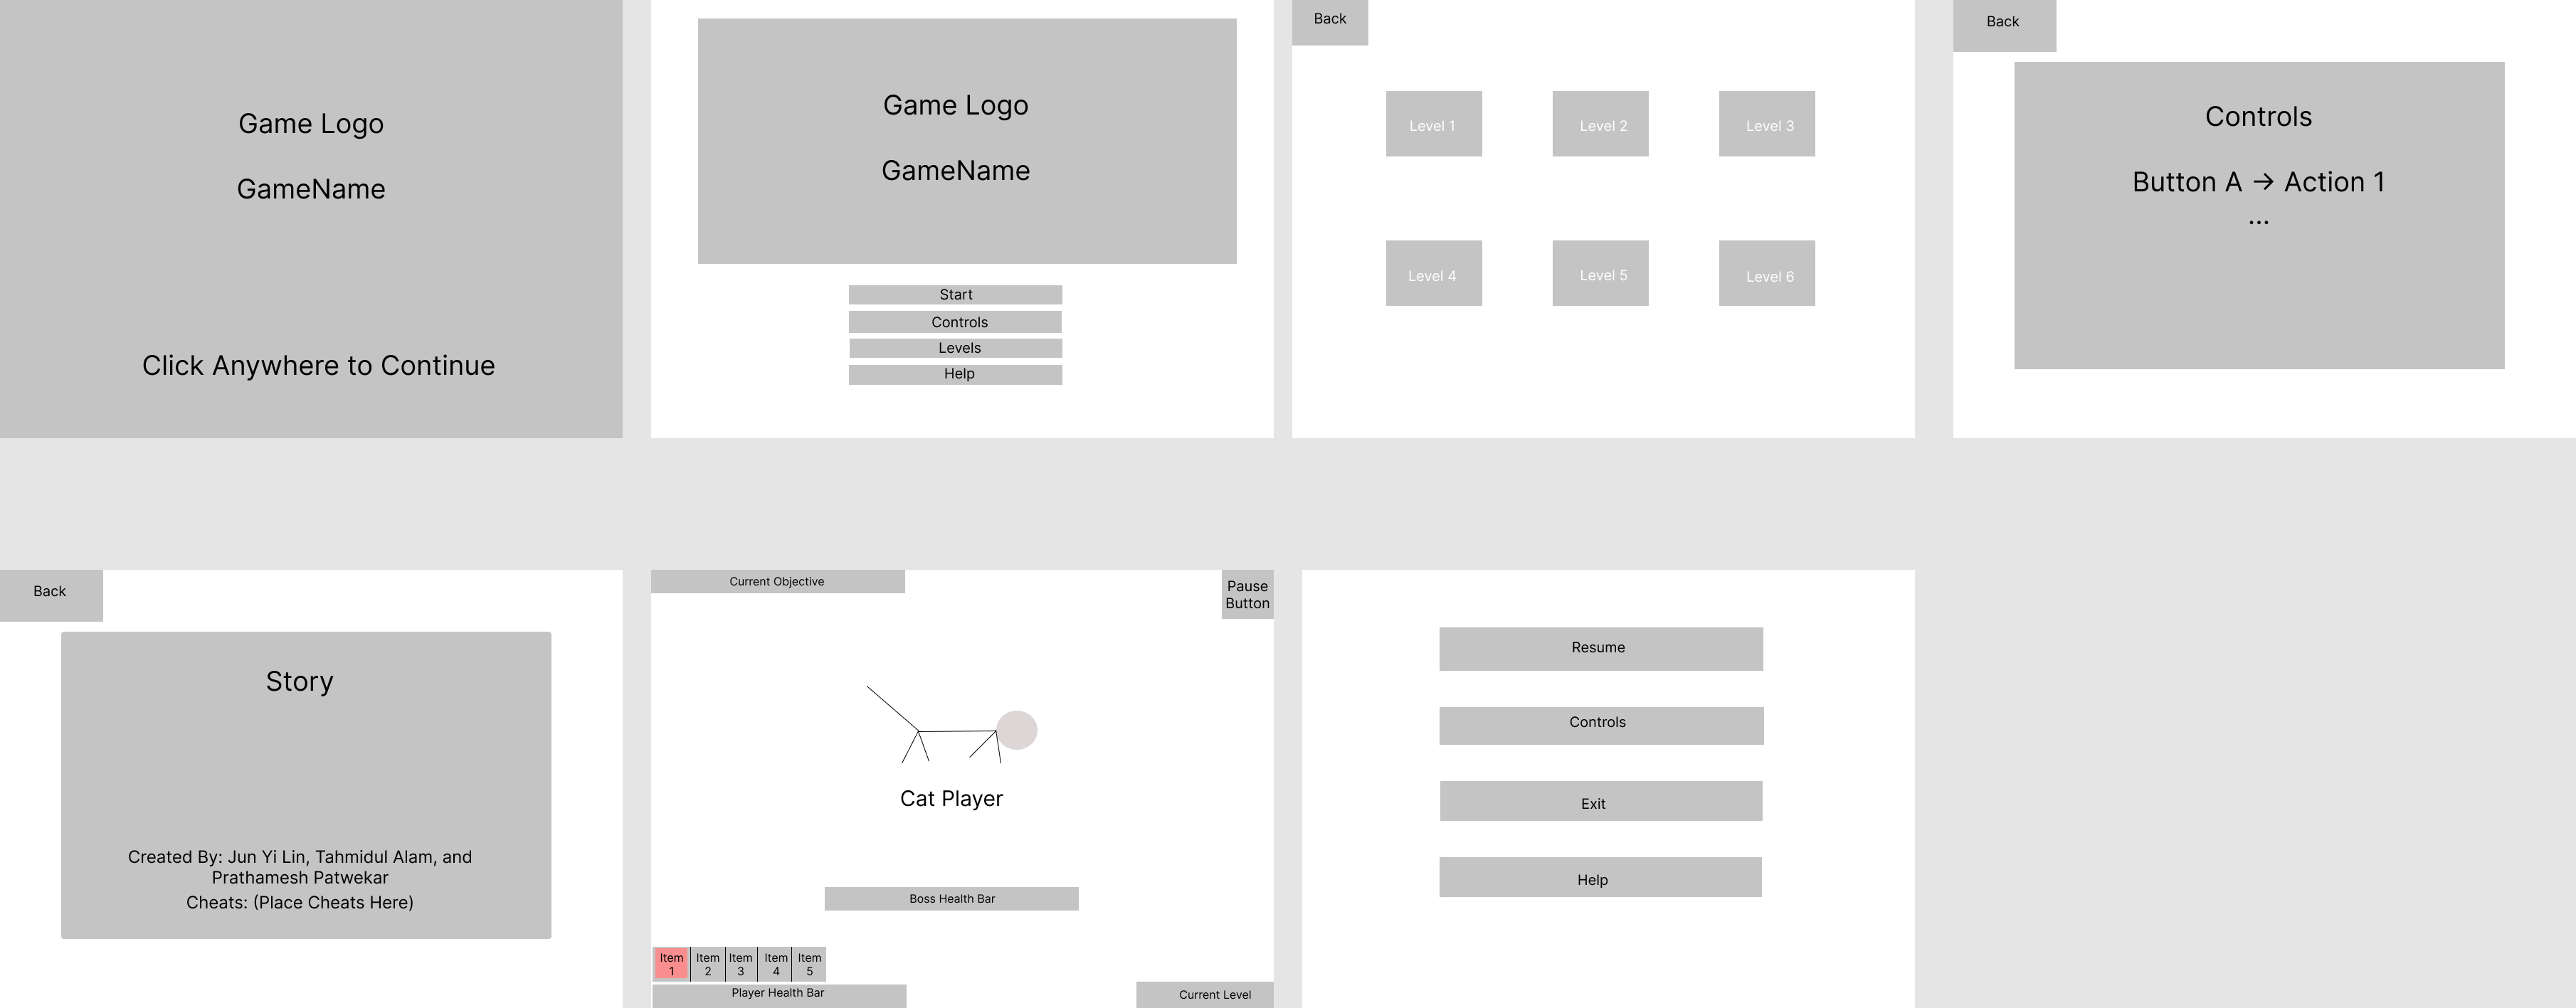 Game Logo
GameName
Click Anywhere to Continue
Game Logo
GameName
Start
Controls
Levels
Help
Back
Level 1
Level 2
Level 3
Level 4
Level 5
Level 6
Back
Controls
Button A → Action 1
...
Back
Story
Created By: Jun Yi Lin, Tahmidul Alam, and
Prathamesh Patwekar
Cheats: (Place Cheats Here)
Current Objective
Pause
Button
Cat Player
Boss Health Bar
Item
1
Item
2
Item
3
Item
4
Item
5
Player Health Bar
Current Level
Resume
Controls
Exit
Help